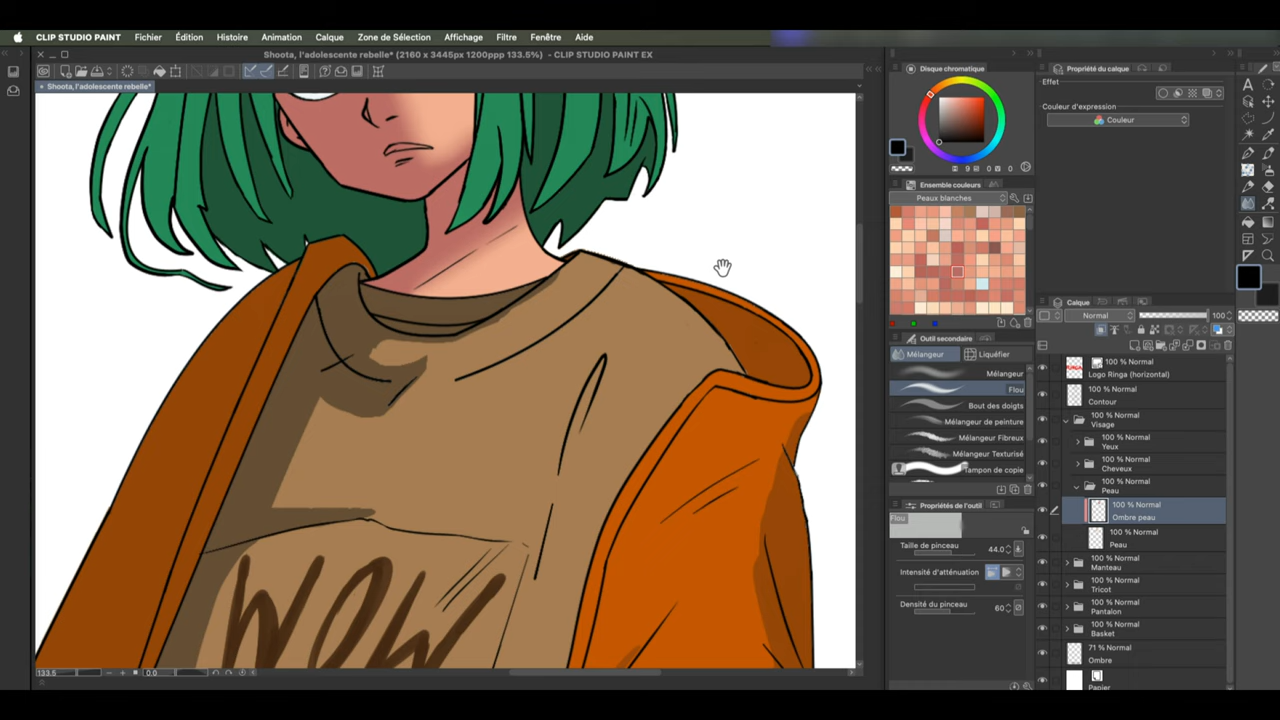 CLIP STUDIO PAINT Fichier Édition Histoire Animation Calque Zone de Sélection Affichage Filtre Fenêtre Aide
Shoota, l'adolescente rebelle* (2160 x 3445px 1200ppp 133.5%) - CLIP STUDIO PAINT EX
Shoota, l'adolescente rebelle*
Disque chromatique
H 9 S 0 V 0
Ensemble couleurs
Peaux blanches
Outil secondaire
Mélangeur Liquéfier
Mélangeur
Flou
Bout des doigts
Mélangeur de peinture
Mélangeur Fibreux
Mélangeur Texturisé
Tampon de copie
Propriétés de l'outil
Flou
Taille de pinceau 44.0
Intensité d'atténuation
Densité du pinceau 60
Propriété du calque
Effet
Couleur d'expression
Couleur
Calque
Normal 100
100 % Normal
Logo Ringa (horizontal)
100 % Normal
Contour
100 % Normal
Visage
100 % Normal
Yeux
100 % Normal
Cheveux
100 % Normal
Peau
100 % Normal
Ombre peau
100 % Normal
Peau
100 % Normal
Manteau
100 % Normal
Tricot
100 % Normal
Pantalon
100 % Normal
Basket
71 % Normal
Ombre
Papier
133.5 0.0